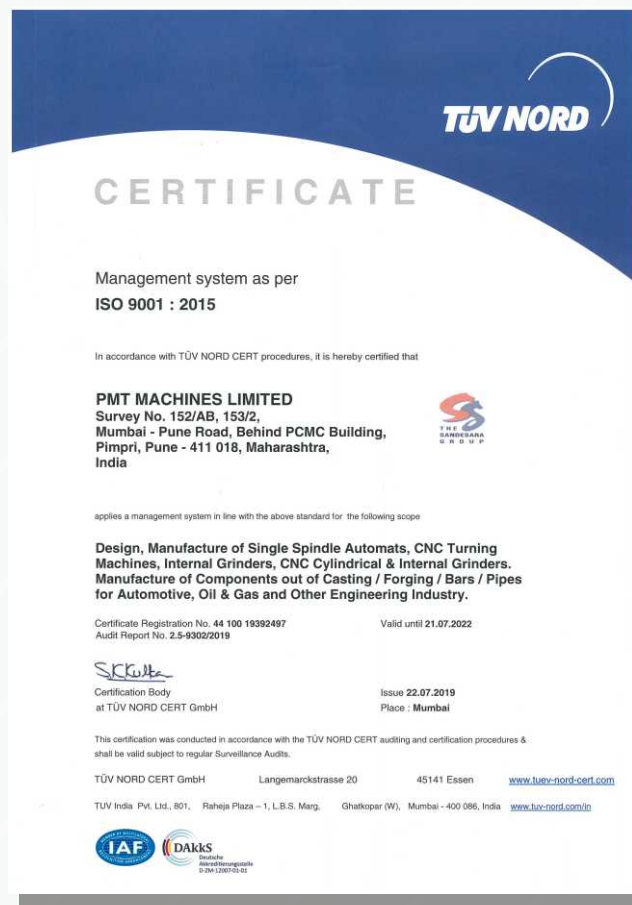 TÜV NORD
CERTIFICATE
Management system as per
ISO 9001 : 2015
In accordance with TÜV NORD CERT procedures, it is hereby certified that
PMT MACHINES LIMITED
Survey No. 152/AB, 153/2,
Mumbai - Pune Road, Behind PCMC Building,
Pimpri, Pune - 411 018, Maharashtra,
India
THE
SANDESARA
GROUP
applies a management system in line with the above standard for the following scope
Design, Manufacture of Single Spindle Automats, CNC Turning
Machines, Internal Grinders, CNC Cylindrical & Internal Grinders.
Manufacture of Components out of Casting / Forging / Bars / Pipes
for Automotive, Oil & Gas and Other Engineering Industry.
Certificate Registration No. 44 100 19392497 Valid until 21.07.2022
Audit Report No. 2.5-9302/2019
Certification Body Issue 22.07.2019
at TÜV NORD CERT GmbH Place : Mumbai
This certification was conducted in accordance with the TÜV NORD CERT auditing and certification procedures &
shall be valid subject to regular Surveillance Audits.
TÜV NORD CERT GmbH Langemarckstrasse 20 45141 Essen www.tuev-nord-cert.com
TUV India Pvt. Ltd., 801, Raheja Plaza – 1, L.B.S. Marg, Ghatkopar (W), Mumbai - 400 086, India www.tuv-nord.com/in
IAF
DAkkS
Deutsche
Akkreditierungsstelle
D-ZM-12007-01-01